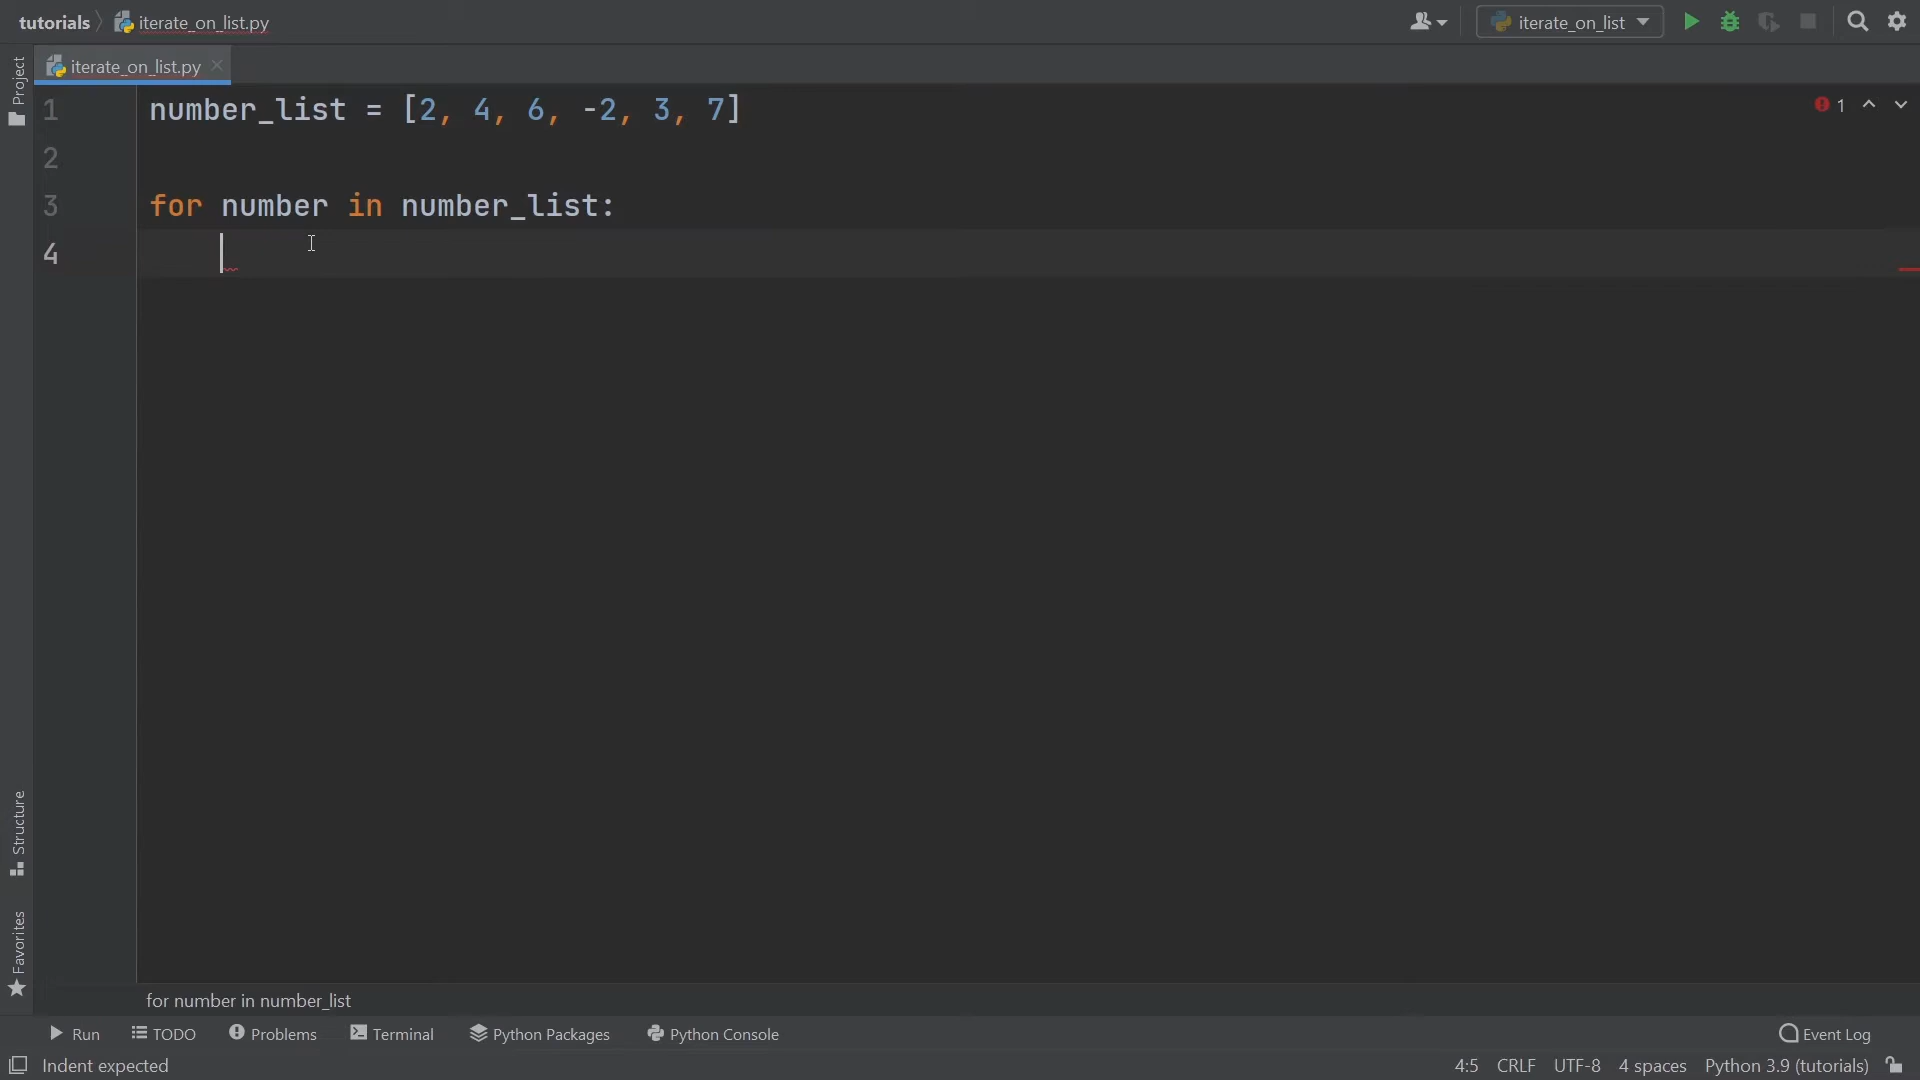 tutorials iterate_on_list.py iterate_on_list
iterate_on_list.py
Project
1 number_list = [2, 4, 6, -2, 3, 7] 1
2
3 for number in number_list:
4
Structure
Favorites
for number in number_list
Run TODO Problems Terminal Python Packages Python Console Event Log
Indent expected 4:5 CRLF UTF-8 4 spaces Python 3.9 (tutorials)